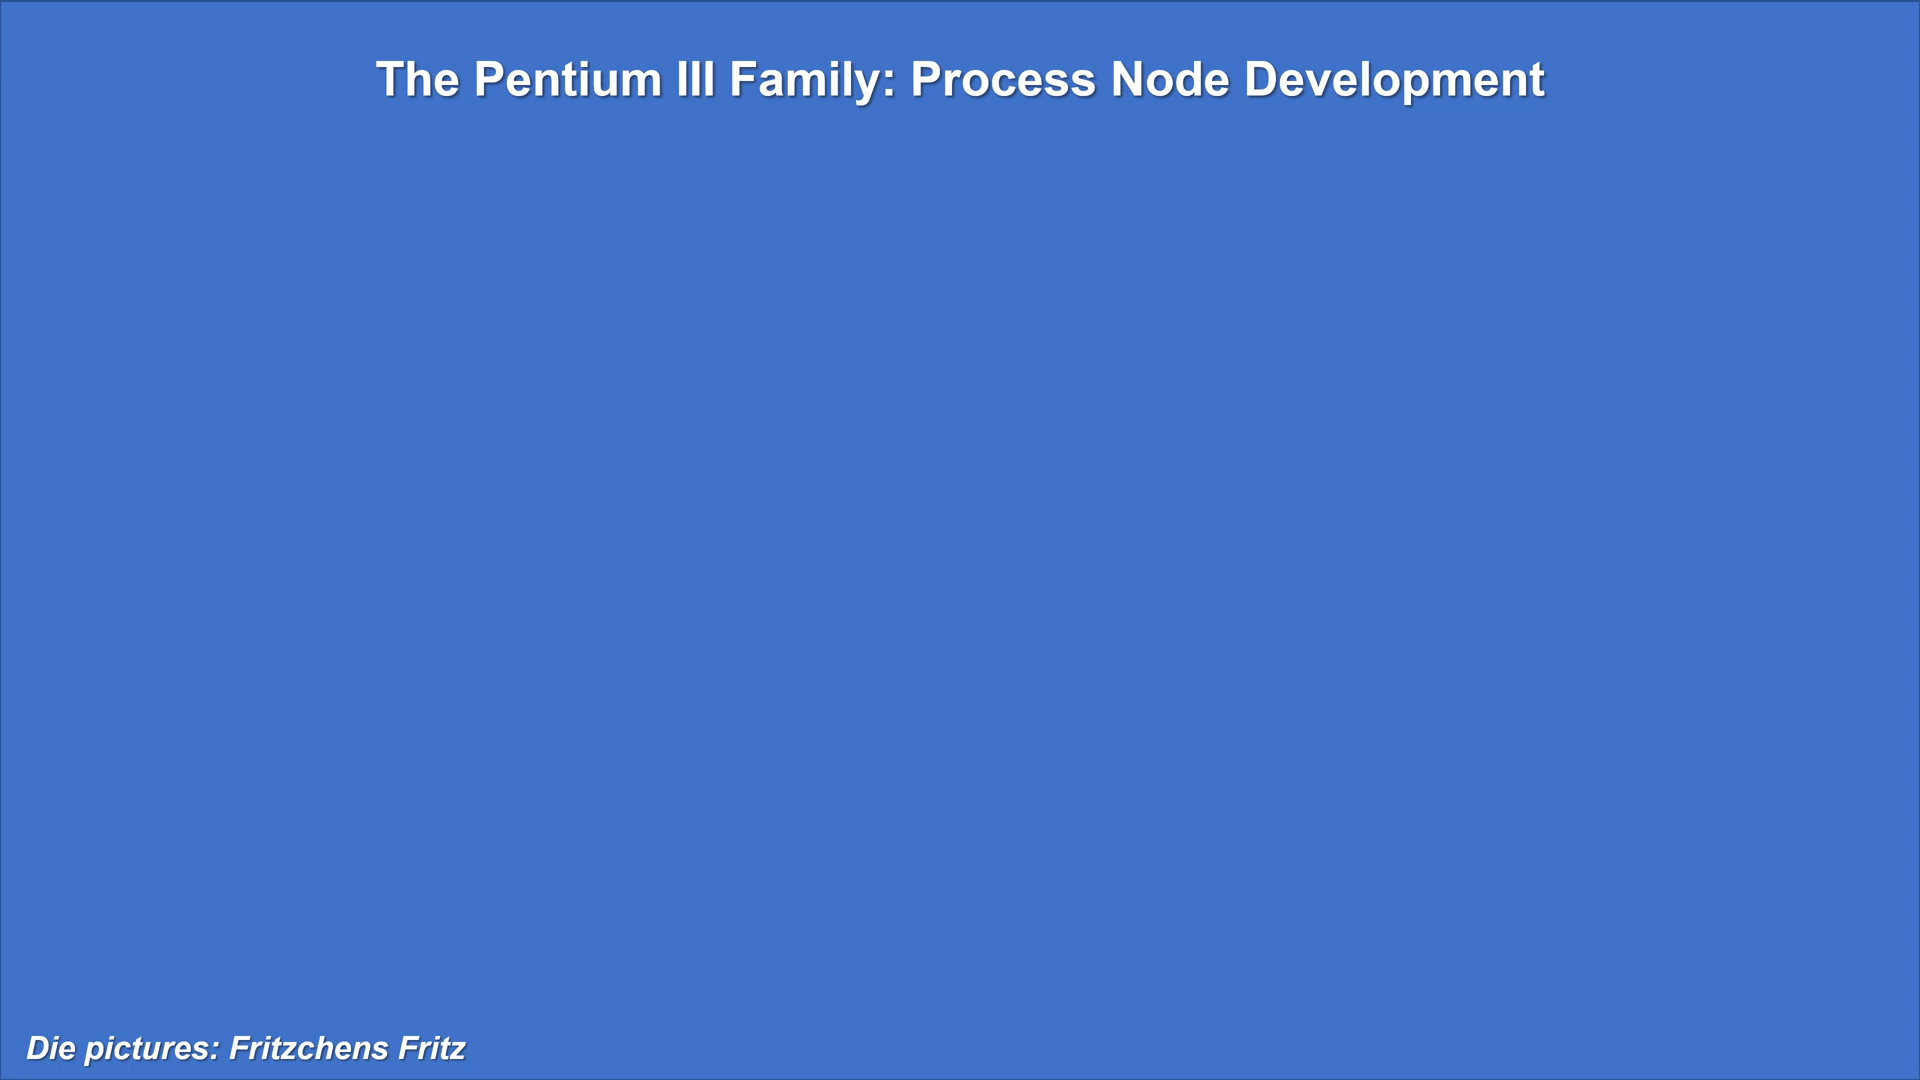 The Pentium III Family: Process Node Development
Die pictures: Fritzchens Fritz